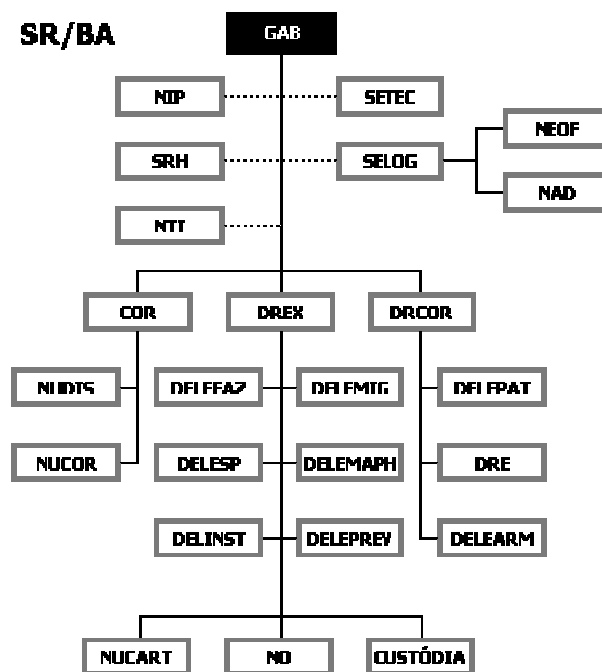 SR/BA
GAB
NIP
SETEC
NEOF
SRH
SELOG
NAD
NTI
COR
DREX
DRCOR
NUDIS
DELEFAZ
DELEMIG
DELEPAT
NUCOR
DELESP
DELEMAPH
DRE
DELINST
DELEPREV
DELEARM
NUCART
NO
CUSTÓDIA